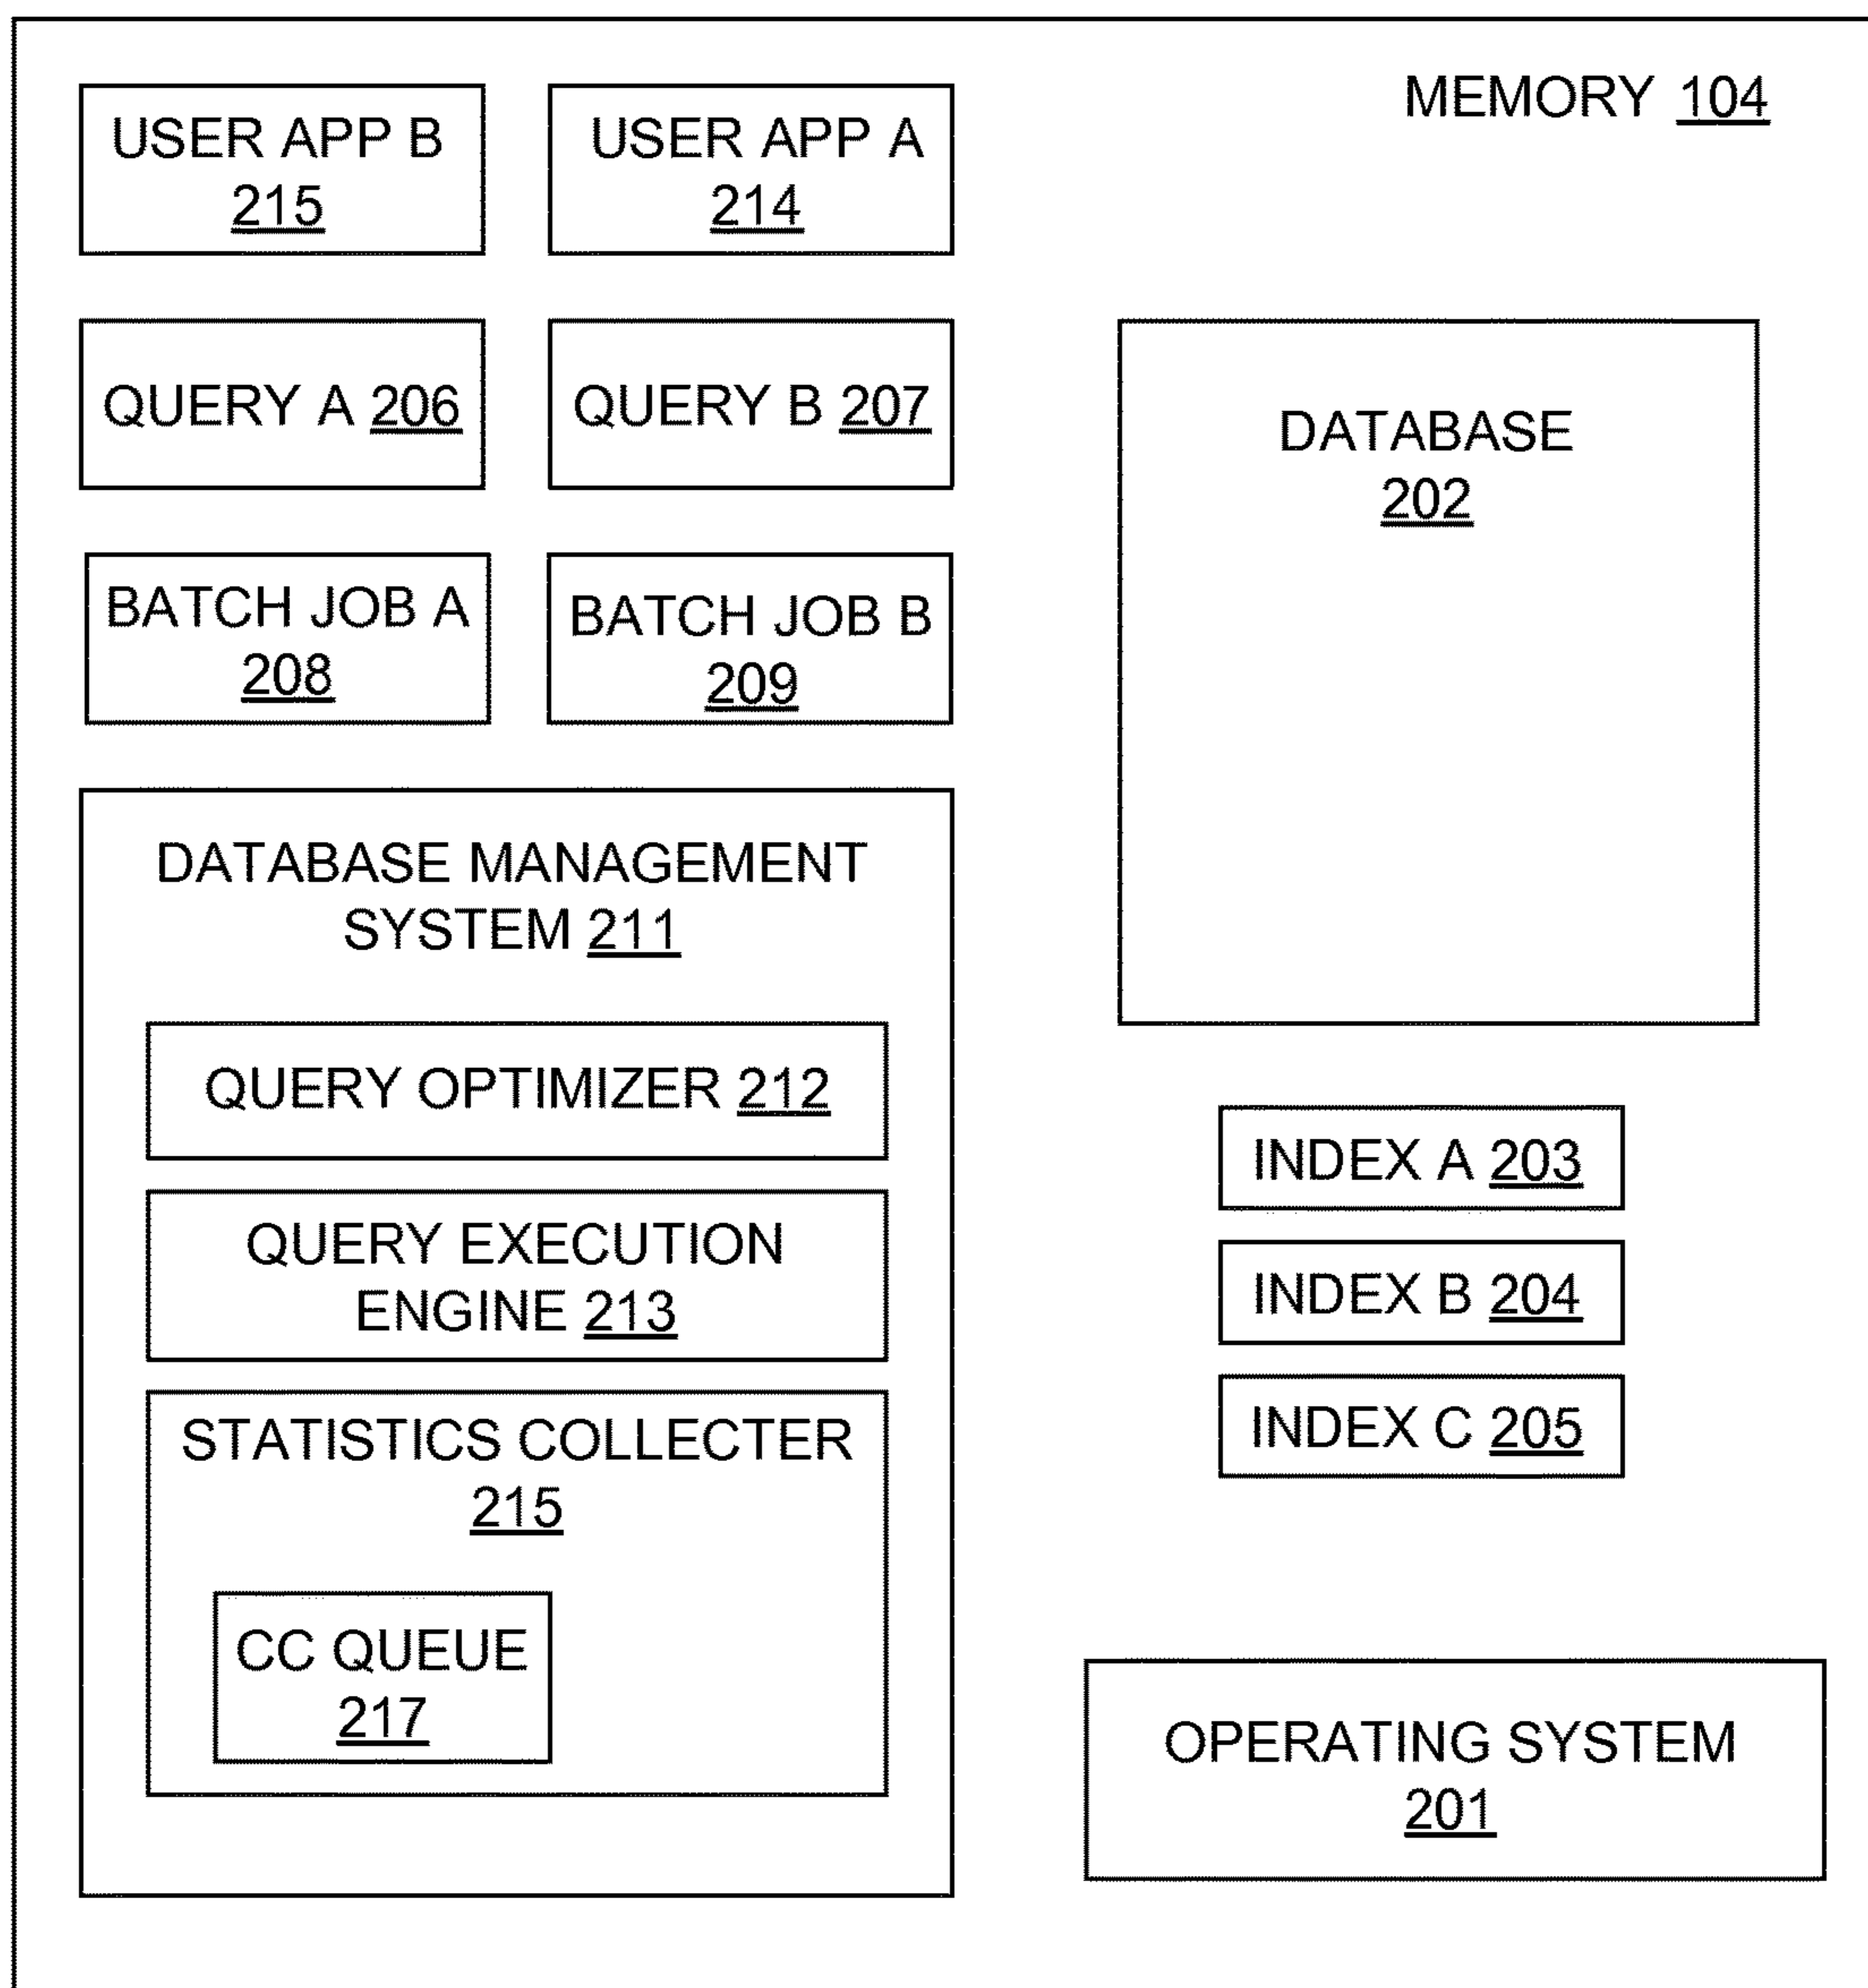 MEMORY 104
USER APP B
215
USER APP A
214
QUERY A 206
QUERY B 207
BATCH JOB A
208
BATCH JOB B
209
DATABASE MANAGEMENT
SYSTEM 211
QUERY OPTIMIZER 212
QUERY EXECUTION
ENGINE 213
STATISTICS COLLECTER
215
CC QUEUE
217
DATABASE
202
INDEX A 203
INDEX B 204
INDEX C 205
OPERATING SYSTEM
201